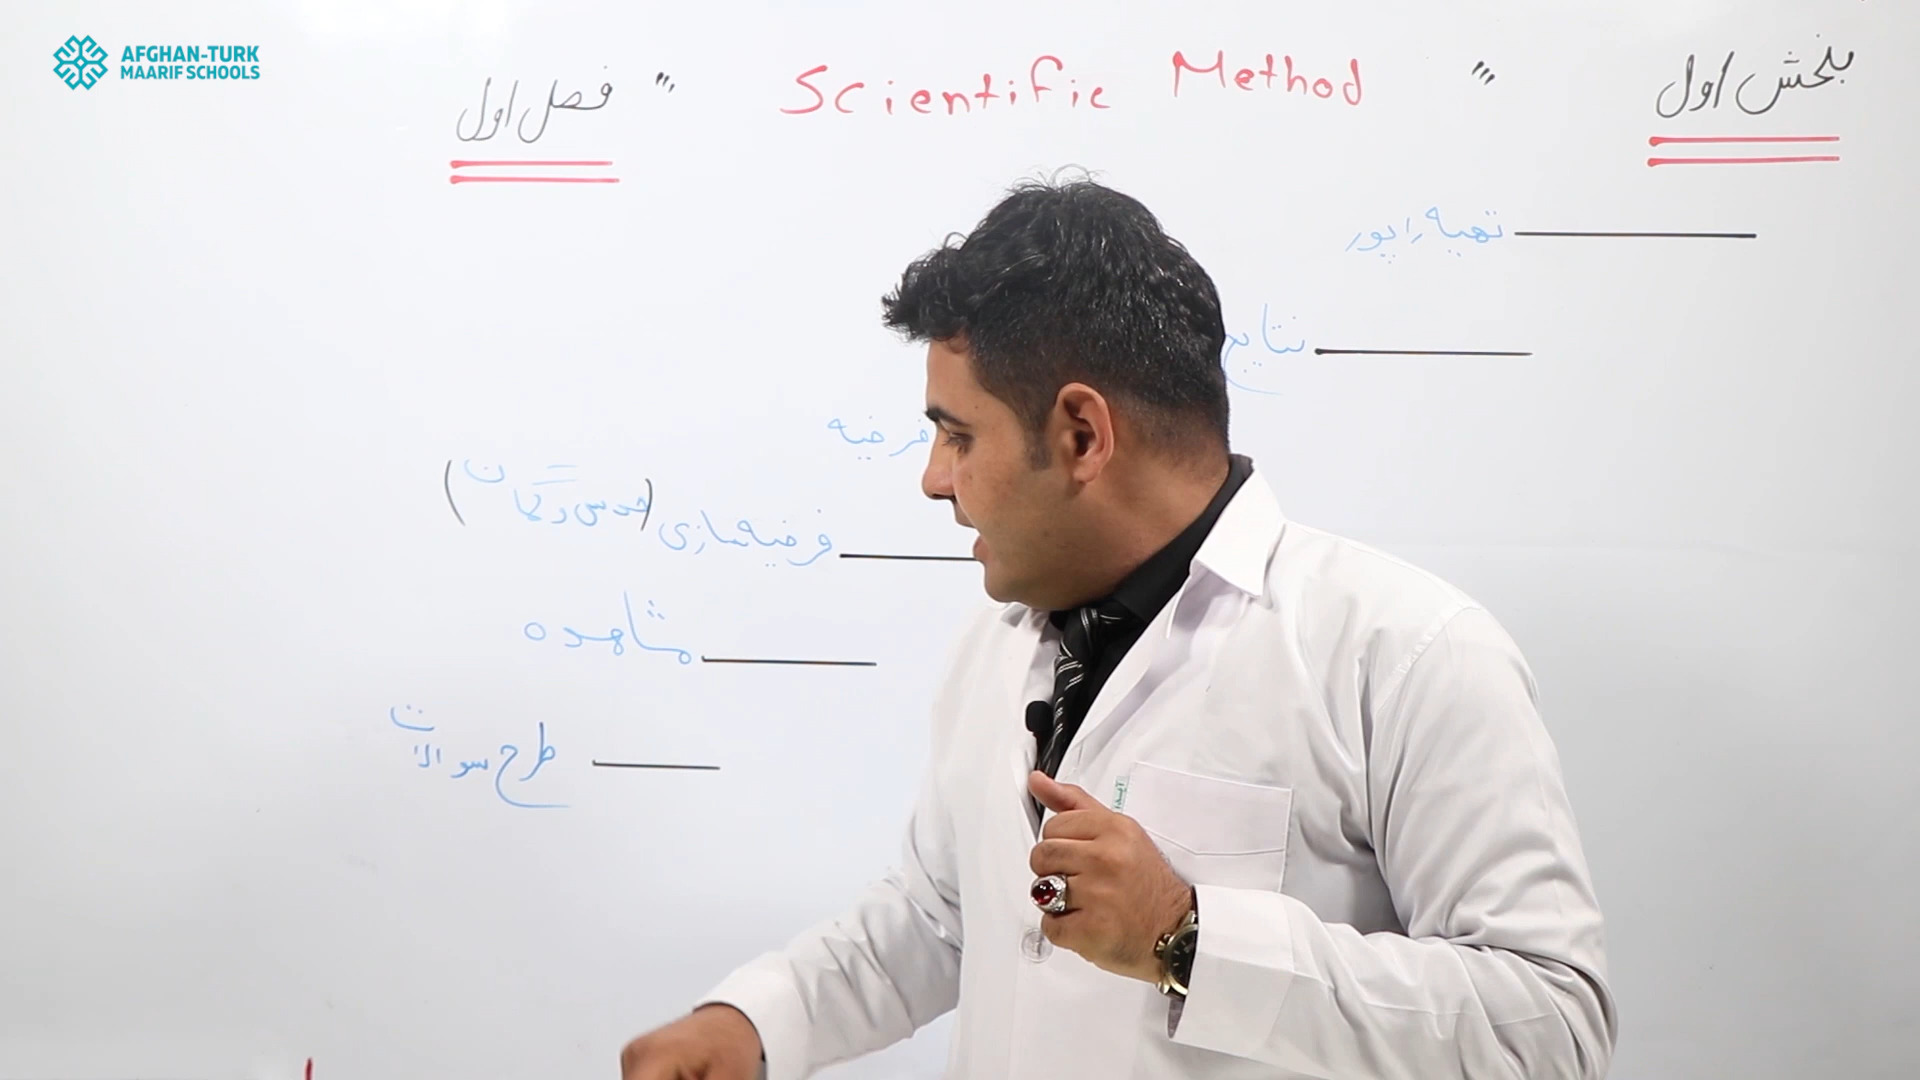 AFGHAN-TURK
MAARIF SCHOOLS
بخش اول
" Scientific Method "
فصل اول
تهیه راپور
نتایج
فرضیه
فرضیه سازی (حدس و گمان)
مشاهده
طرح سوالات